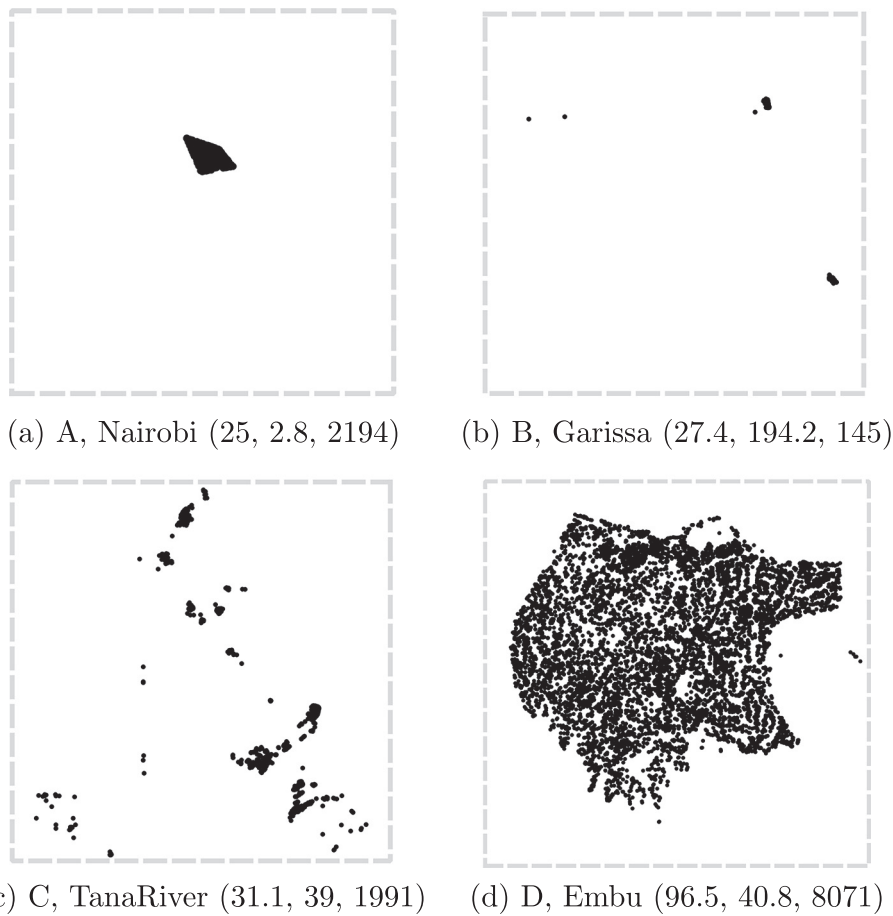 (a) A, Nairobi (25, 2.8, 2194)
(b) B, Garissa (27.4, 194.2, 145)
c) C, TanaRiver (31.1, 39, 1991)
(d) D, Embu (96.5, 40.8, 8071)